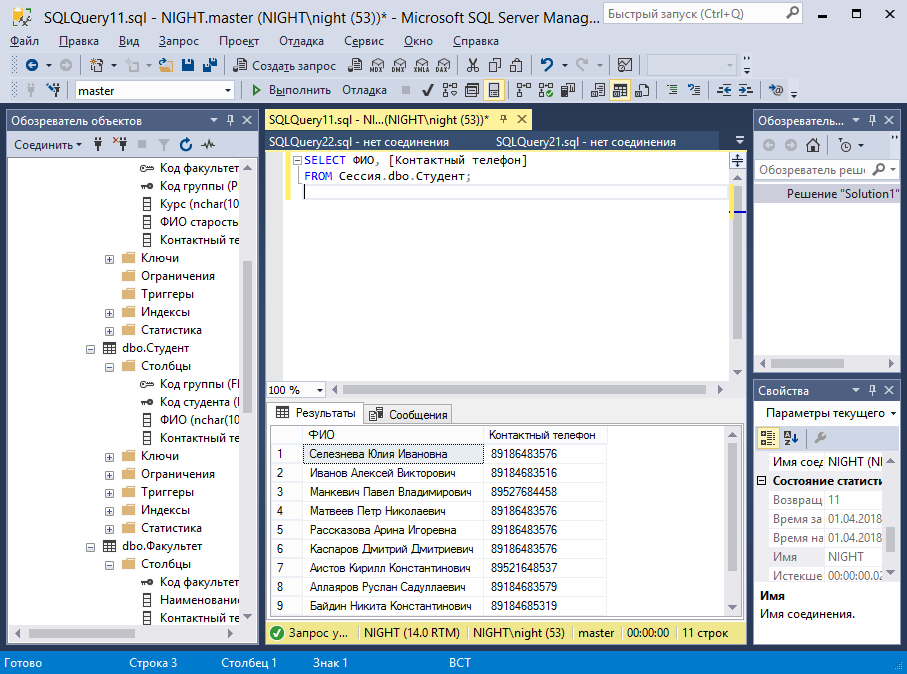 SQLQuery11.sql - NIGHT.master (NIGHT\night (53))* - Microsoft SQL Server Manag...
Быстрый запуск (Ctrl+Q)
Файл Правка Вид Запрос Проект Отладка Сервис Окно Справка
Создать запрос MDX DMX XMLA DAX
master Выполнить Отладка
Обозреватель объектов
Соединить
Код факультет
Код группы (P
Курс (nchar(10
ФИО старость
Контактный те
Ключи
Ограничения
Триггеры
Индексы
Статистика
dbo.Студент
Столбцы
Код группы (FI
Код студента (
ФИО (nchar(10
Контактный те
Ключи
Ограничения
Триггеры
Индексы
Статистика
dbo.Факультет
Столбцы
Код факультет
Наименовани
Контактный те
SQLQuery11.sql - NI...(NIGHT\night (53))*
SQLQuery22.sql - нет соединения SQLQuery21.sql - нет соединения
SELECT ФИО, [Контактный телефон]
FROM Сессия.dbo.Студент;
100 %
Результаты Сообщения
ФИО Контактный телефон
1 Селезнева Юлия Ивановна 89186483576
2 Иванов Алексей Викторович 89184683516
3 Манкевич Павел Владимирович 89527684458
4 Матвеев Петр Николаевич 89186483576
5 Рассказова Арина Игоревна 89186483576
6 Каспаров Дмитрий Дмитриевич 89186483576
7 Аистов Кирилл Константинович 89521648537
8 Аллаяров Руслан Садуллаевич 89184683579
9 Байдин Никита Константинович 89184685319
Запрос у... NIGHT (14.0 RTM) NIGHT\night (53) master 00:00:00 11 строк
Обозреватель...
Обозреватель реше
Решение "Solution1"
Свойства
Параметры текущего
Имя соед NIGHT (NI
Состояние статисти
Возвращ 11
Время за 01.04.2018
Время на 01.04.2018
Имя NIGHT
Истекше 00:00:00.02
Имя
Имя соединения.
Готово Строка 3 Столбец 1 Знак 1 ВСТ